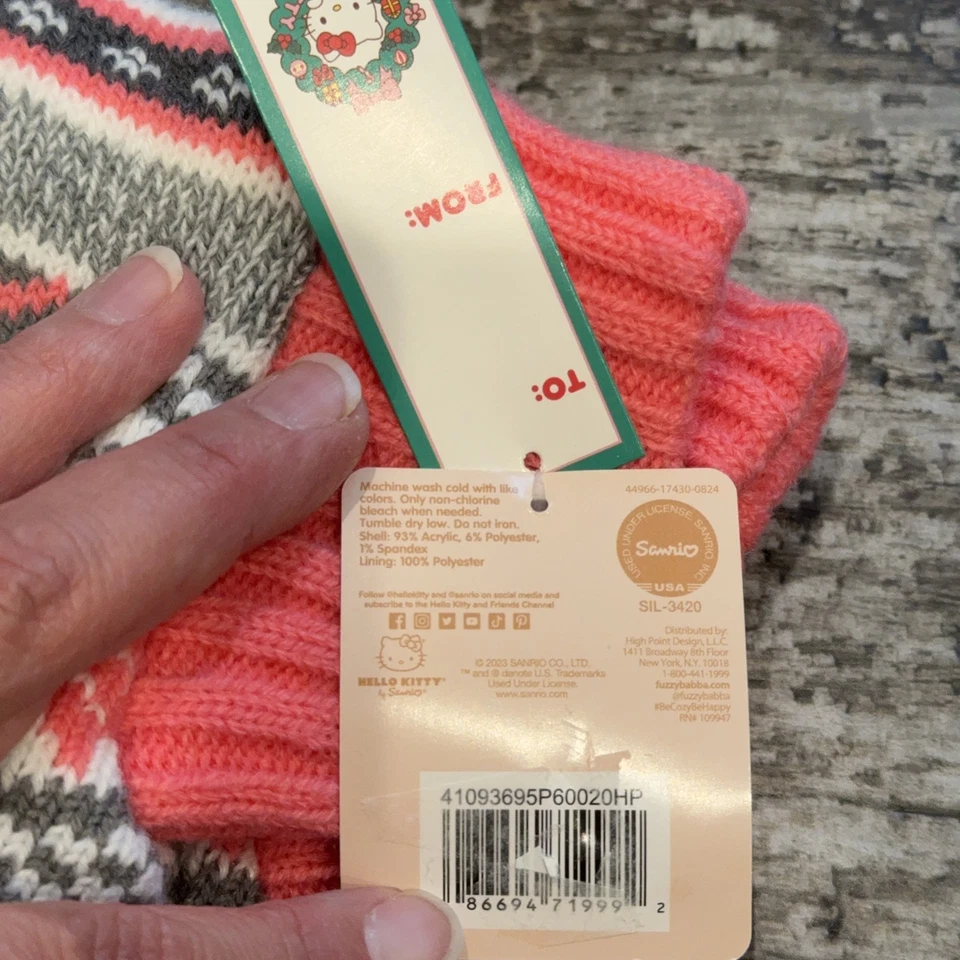 FROM:
TO:
Machine wash cold with like
colors. Only non-chlorine
bleach when needed.
Tumble dry low. Do not iron.
Shell: 93% Acrylic, 6% Polyester,
1% Spandex
Lining: 100% Polyester
Follow @hellokitty and @sanrio on social media and
subscribe to the Hello Kitty and Friends Channel
HELLO KITTY®
by Sanrio®
© 2023 SANRIO CO., LTD.
™ and ® denote U.S. Trademarks
Used Under License.
www.sanrio.com
44966-17430-0824
USED UNDER LICENSE, SANRIO, INC
Sanrio
USA
SIL-3420
Distributed by:
High Point Design, L.L.C.
1411 Broadway 8th Floor
New York, N.Y. 10018
1-800-441-1999
fuzzybabba.com
@fuzzybabba
#BeCozyBeHappy
RN# 109947
41093695P60020HP
86694 71999 2